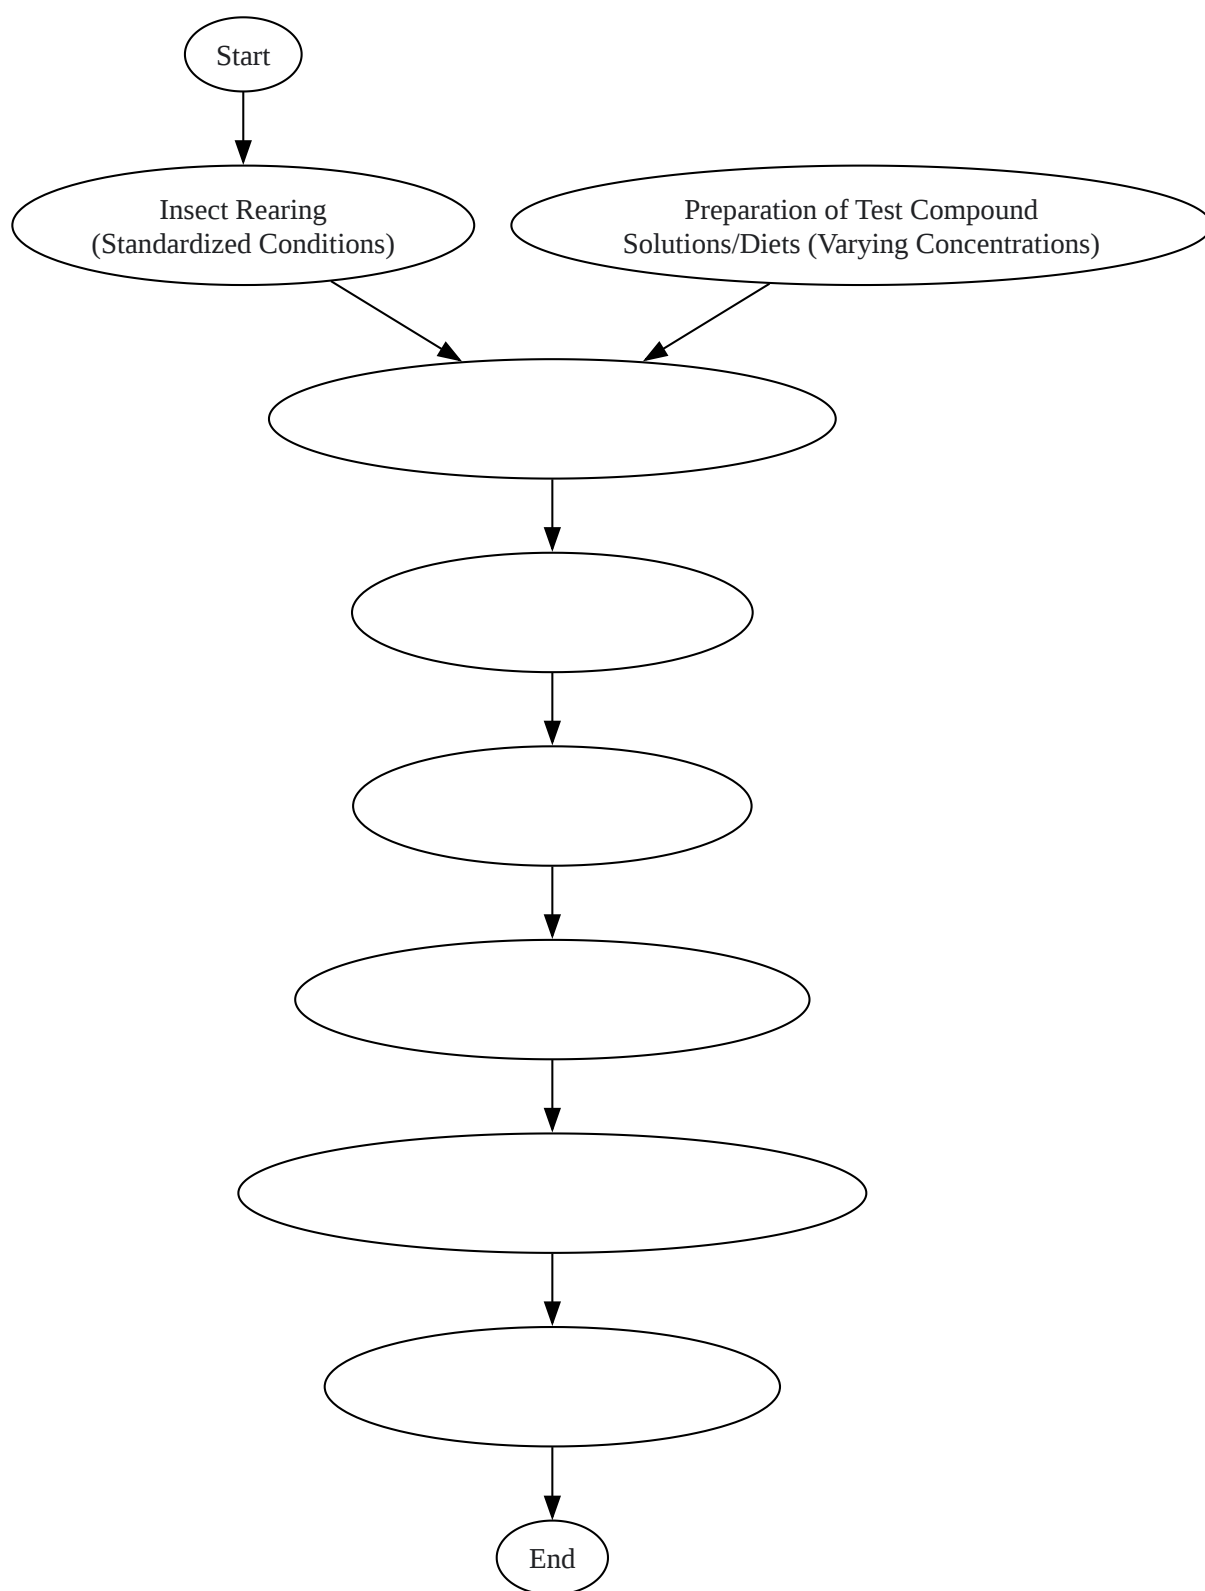 Start
Insect Rearing
(Standardized Conditions)
Preparation of Test Compound
Solutions/Diets (Varying Concentrations)
End